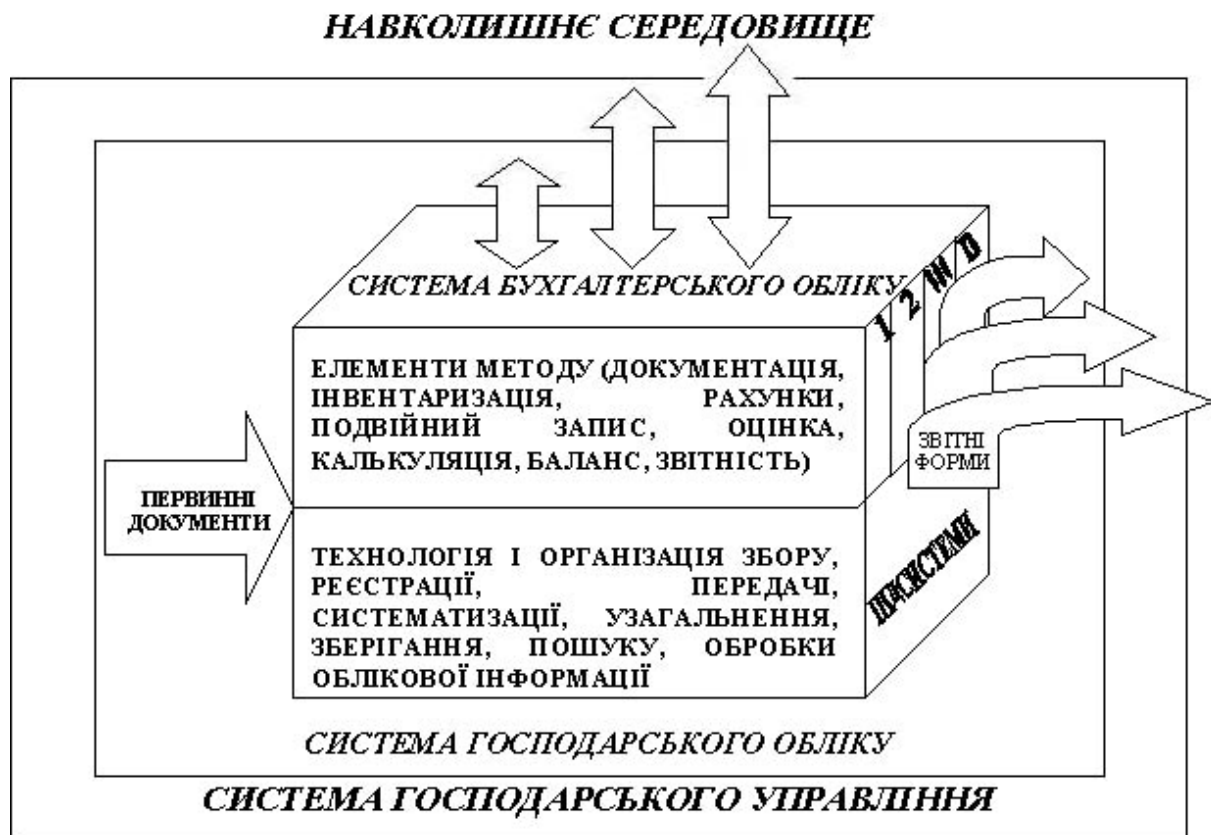 НАВКОЛИШНЄ СЕРЕДОВИЩЕ
СИСТЕМА БУХГАЛТЕРСЬКОГО ОБЛІКУ
1 2 ... n
ЕЛЕМЕНТИ МЕТОДУ (ДОКУМЕНТАЦІЯ,
ІНВЕНТАРИЗАЦІЯ, РАХУНКИ,
ПОДВІЙНИЙ ЗАПИС, ОЦІНКА,
КАЛЬКУЛЯЦІЯ, БАЛАНС, ЗВІТНІСТЬ)
ЗВІТНІ
ФОРМИ
ПЕРВИННІ
ДОКУМЕНТИ
ТЕХНОЛОГІЯ І ОРГАНІЗАЦІЯ ЗБОРУ,
РЕЄСТРАЦІЇ, ПЕРЕДАЧІ,
СИСТЕМАТИЗАЦІЇ, УЗАГАЛЬНЕННЯ,
ЗБЕРІГАННЯ, ПОШУКУ, ОБРОБКИ
ОБЛІКОВОЇ ІНФОРМАЦІЇ
ПІДСИСТЕМИ
СИСТЕМА ГОСПОДАРСЬКОГО ОБЛІКУ
СИСТЕМА ГОСПОДАРСЬКОГО УПРАВЛІННЯ